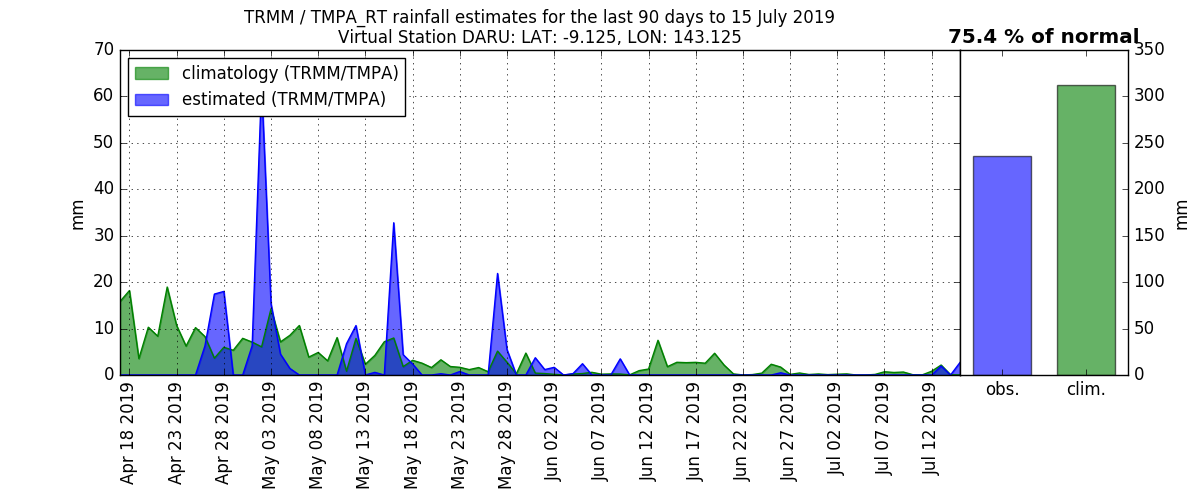 TRMM / TMPA_RT rainfall estimates for the last 90 days to 15 July 2019
Virtual Station DARU: LAT: -9.125, LON: 143.125
75.4 % of normal
climatology (TRMM/TMPA)
estimated (TRMM/TMPA)
70
60
50
40
30
20
10
0
mm
Apr 18 2019
Apr 23 2019
Apr 28 2019
May 03 2019
May 08 2019
May 13 2019
May 18 2019
May 23 2019
May 28 2019
Jun 02 2019
Jun 07 2019
Jun 12 2019
Jun 17 2019
Jun 22 2019
Jun 27 2019
Jul 02 2019
Jul 07 2019
Jul 12 2019
350
300
250
200
150
100
50
0
mm
obs.
clim.